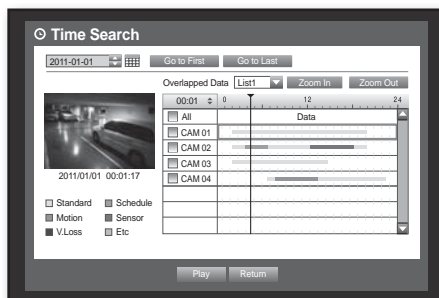 Time Search
2011-01-01
Go to First
Go to Last
Overlapped Data
List1
Zoom In
Zoom Out
00:01
0
12
24
All
Data
CAM 01
CAM 02
CAM 03
CAM 04
2011/01/01 00:01:17
Standard
Schedule
Motion
Sensor
V.Loss
Etc
Play
Return